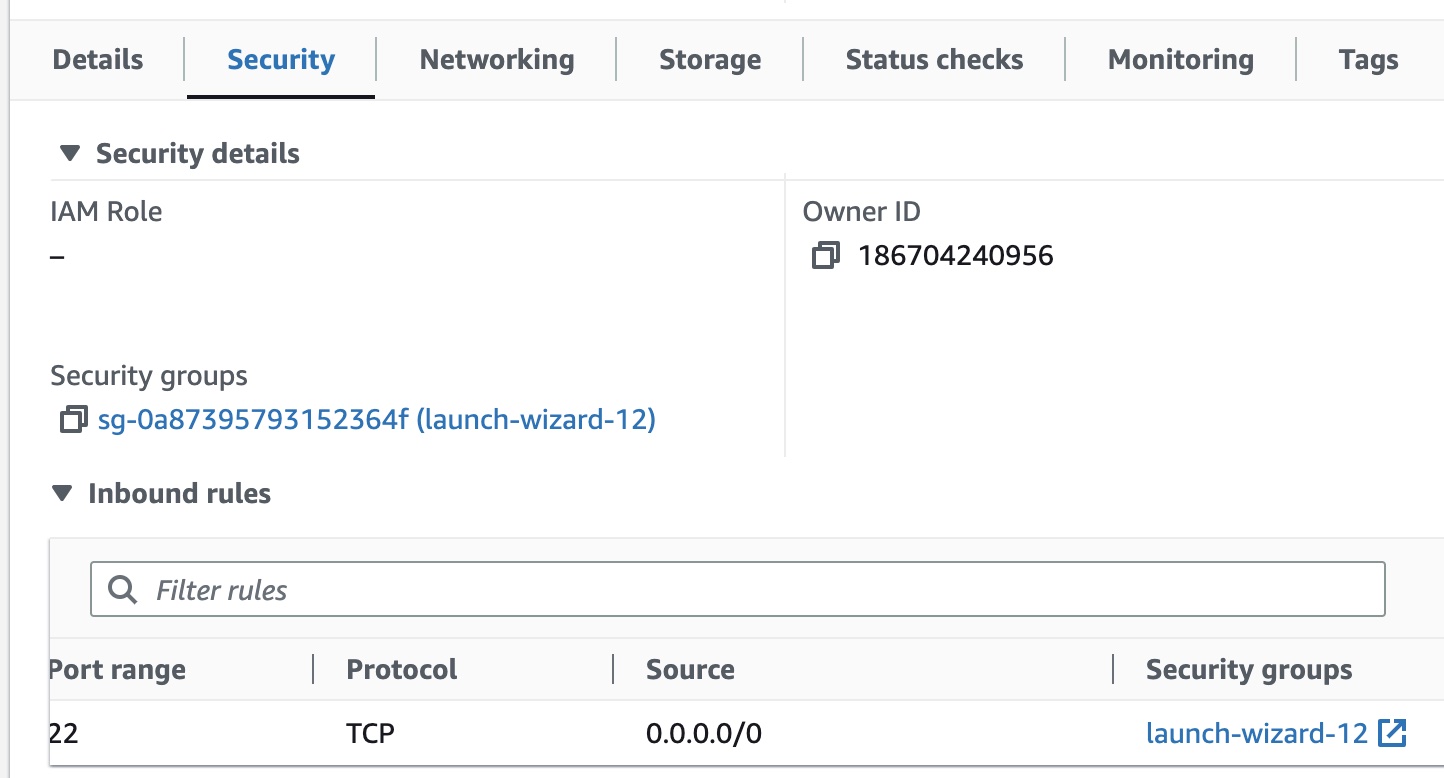 Details Security Networking Storage Status checks Monitoring Tags
Security details
IAM Role Owner ID
– 186704240956
Security groups
sg-0a87395793152364f (launch-wizard-12)
Inbound rules
Filter rules
Port range Protocol Source Security groups
22 TCP 0.0.0.0/0 launch-wizard-12